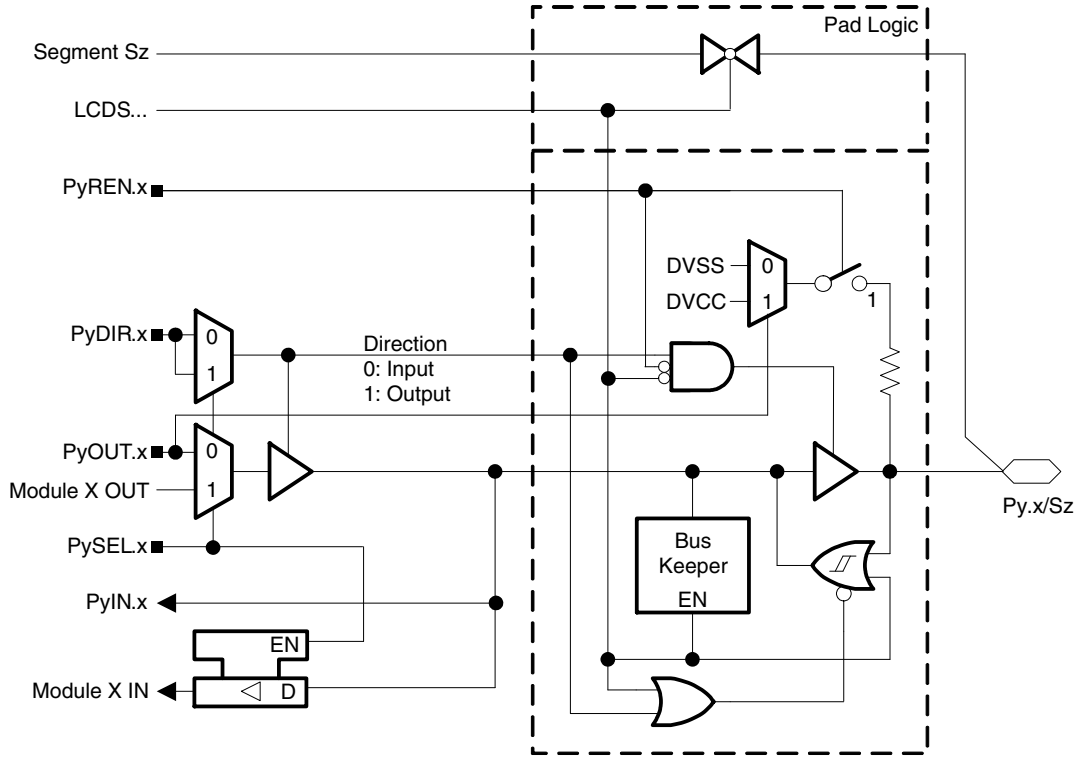 Pad Logic
Segment Sz
LCDS...
PyREN.x
DVSS
0
DVCC
1
1
PyDIR.x
0
1
Direction
0: Input
1: Output
PyOUT.x
0
Module X OUT
1
Py.x/Sz
PySEL.x
Bus
Keeper
EN
PyIN.x
EN
Module X IN
D